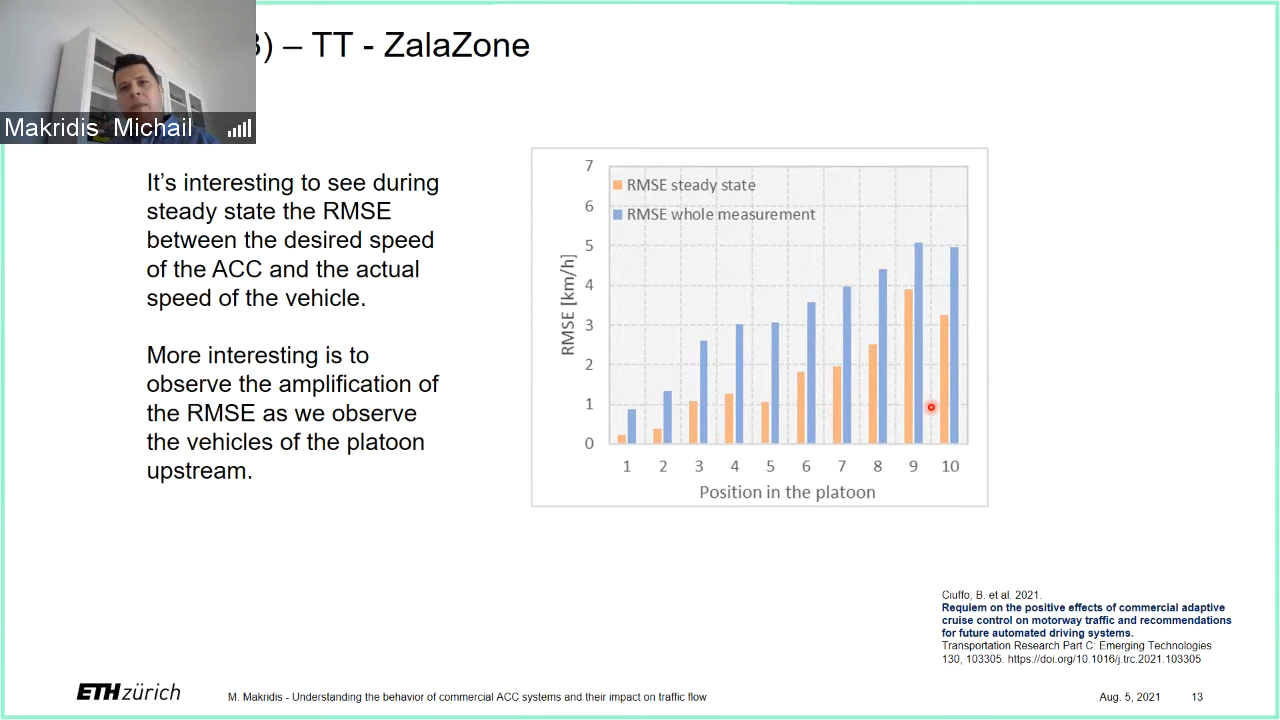 3) – TT - ZalaZone
Makridis Michail
It’s interesting to see during
steady state the RMSE
between the desired speed
of the ACC and the actual
speed of the vehicle.
More interesting is to
observe the amplification of
the RMSE as we observe
the vehicles of the platoon
upstream.
RMSE steady state
RMSE whole measurement
RMSE [km/h]
7
6
5
4
3
2
1
0
1 2 3 4 5 6 7 8 9 10
Position in the platoon
Ciuffo, B. et al. 2021.
Requiem on the positive effects of commercial adaptive
cruise control on motorway traffic and recommendations
for future automated driving systems.
Transportation Research Part C: Emerging Technologies
130, 103305. https://doi.org/10.1016/j.trc.2021.103305
ETH zürich
M. Makridis - Understanding the behavior of commercial ACC systems and their impact on traffic flow
Aug. 5, 2021
13